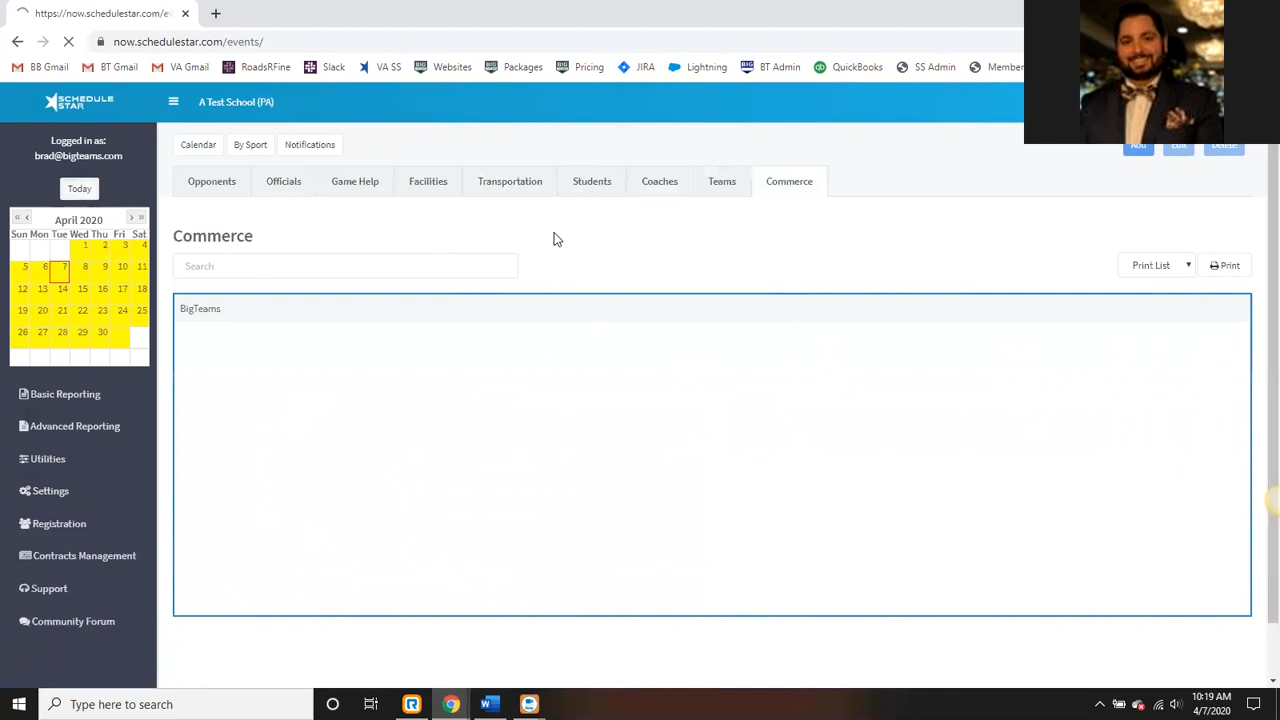 https://now.schedulestar.com/ev
now.schedulestar.com/events/
BB Gmail BT Gmail VA Gmail RoadsRFine Slack VA SS Websites Packages Pricing JIRA Lightning BT Admin QuickBooks SS Admin Membe
SCHEDULE STAR
A Test School (PA)
Logged in as:
brad@bigteams.com
Today
Calendar By Sport Notifications
Add Edit Delete
Opponents Officials Game Help Facilities Transportation Students Coaches Teams Commerce
« ‹ April 2020 › »
Sun Mon Tue Wed Thu Fri Sat
1 2 3 4
5 6 7 8 9 10 11
12 13 14 15 16 17 18
19 20 21 22 23 24 25
26 27 28 29 30
Commerce
Search
Print List Print
BigTeams
Basic Reporting
Advanced Reporting
Utilities
Settings
Registration
Contracts Management
Support
Community Forum
Type here to search
10:19 AM
4/7/2020